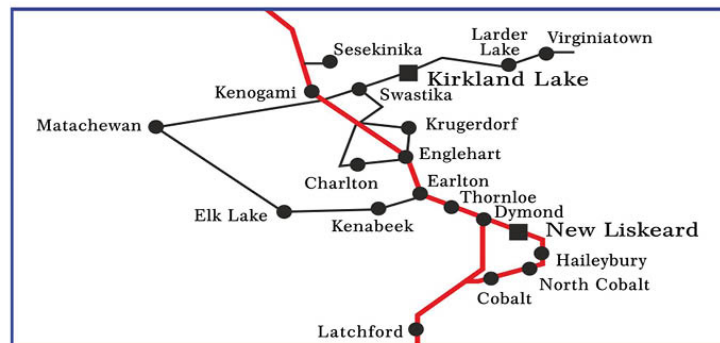 Sesekinika
Larder
Lake
Virginiatown
Kirkland Lake
Kenogami
Swastika
Matachewan
Krugerdorf
Englehart
Charlton
Earlton
Thornloe
Elk Lake
Kenabeek
Dymond
New Liskeard
Haileybury
North Cobalt
Cobalt
Latchford